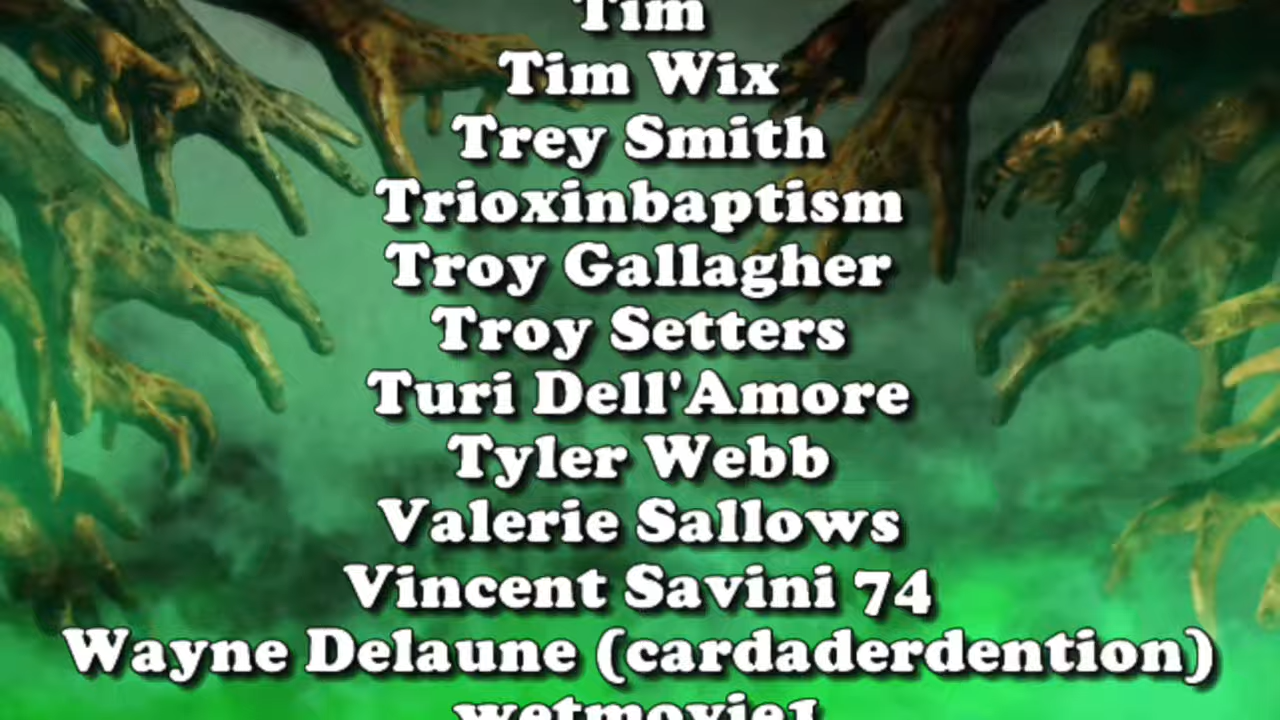 Tim
Tim Wix
Trey Smith
Trioxinbaptism
Troy Gallagher
Troy Setters
Turi Dell'Amore
Tyler Webb
Valerie Sallows
Vincent Savini 74
Wayne Delaune (cardaderdention)
wetmovie1